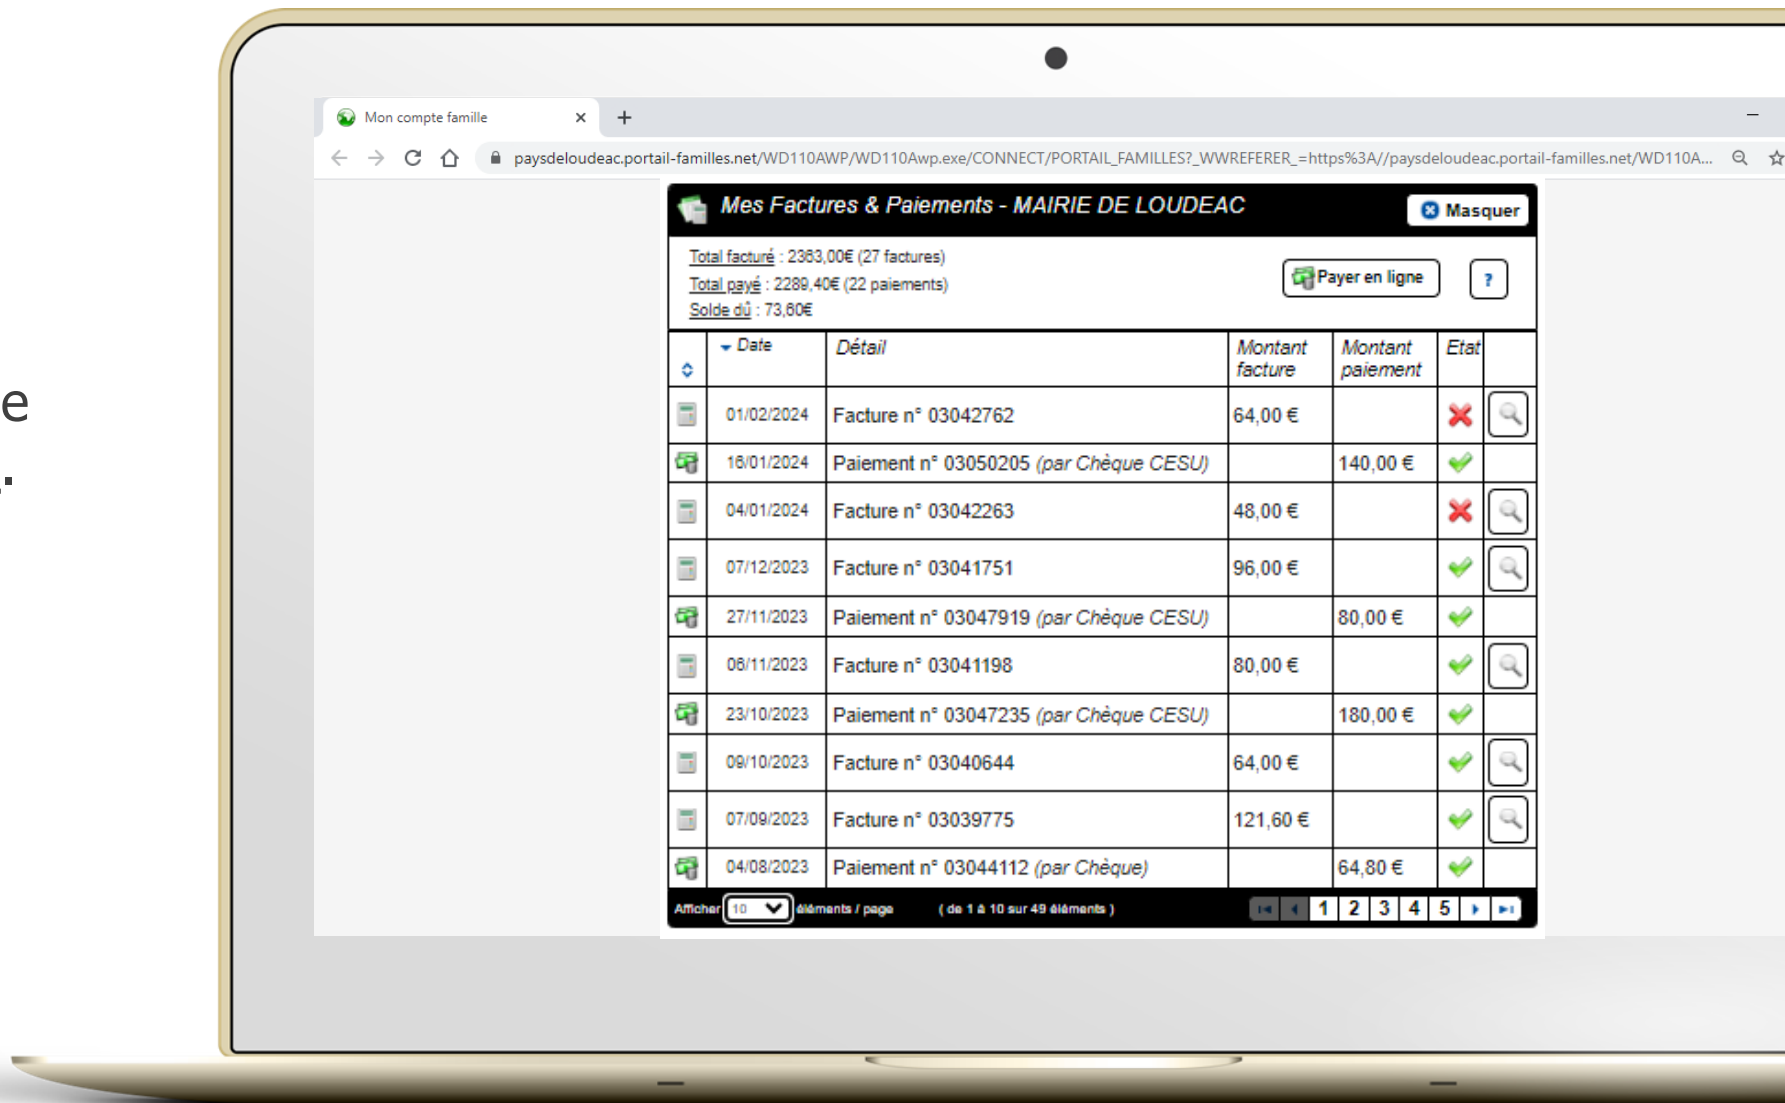 Mon compte famille
paysdeloudeac.portail-familles.net/WD110AWP/WD110Awp.exe/CONNECT/PORTAIL_FAMILLES?_WWREFERER_=https%3A//paysdeloudeac.portail-familles.net/WD110A...
Mes Factures & Paiements - MAIRIE DE LOUDEAC
Masquer
Total facturé : 2363,00€ (27 factures)
Total payé : 2289,40€ (22 paiements)
Solde dû : 73,60€
Payer en ligne
?
Date Détail Montant facture Montant paiement Etat
01/02/2024 Facture n° 03042762 64,00 €
16/01/2024 Paiement n° 03050205 (par Chèque CESU) 140,00 €
04/01/2024 Facture n° 03042263 48,00 €
07/12/2023 Facture n° 03041751 96,00 €
27/11/2023 Paiement n° 03047919 (par Chèque CESU) 80,00 €
06/11/2023 Facture n° 03041198 80,00 €
23/10/2023 Paiement n° 03047235 (par Chèque CESU) 180,00 €
09/10/2023 Facture n° 03040644 64,00 €
07/09/2023 Facture n° 03039775 121,60 €
04/08/2023 Paiement n° 03044112 (par Chèque) 64,80 €
Afficher 10 éléments / page ( de 1 à 10 sur 49 éléments ) 1 2 3 4 5
e
.